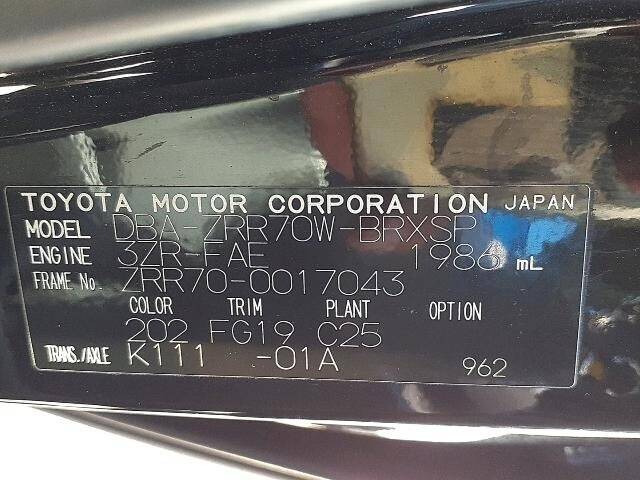 TOYOTA MOTOR CORPORATION JAPAN
MODEL DBA-ZRR70W-BRXSP
ENGINE 3ZR-FAE 1986 mL
FRAME No. ZRR70-0017043
COLOR TRIM PLANT OPTION
202 FG19 C25
TRANS./AXLE K111 -01A 962